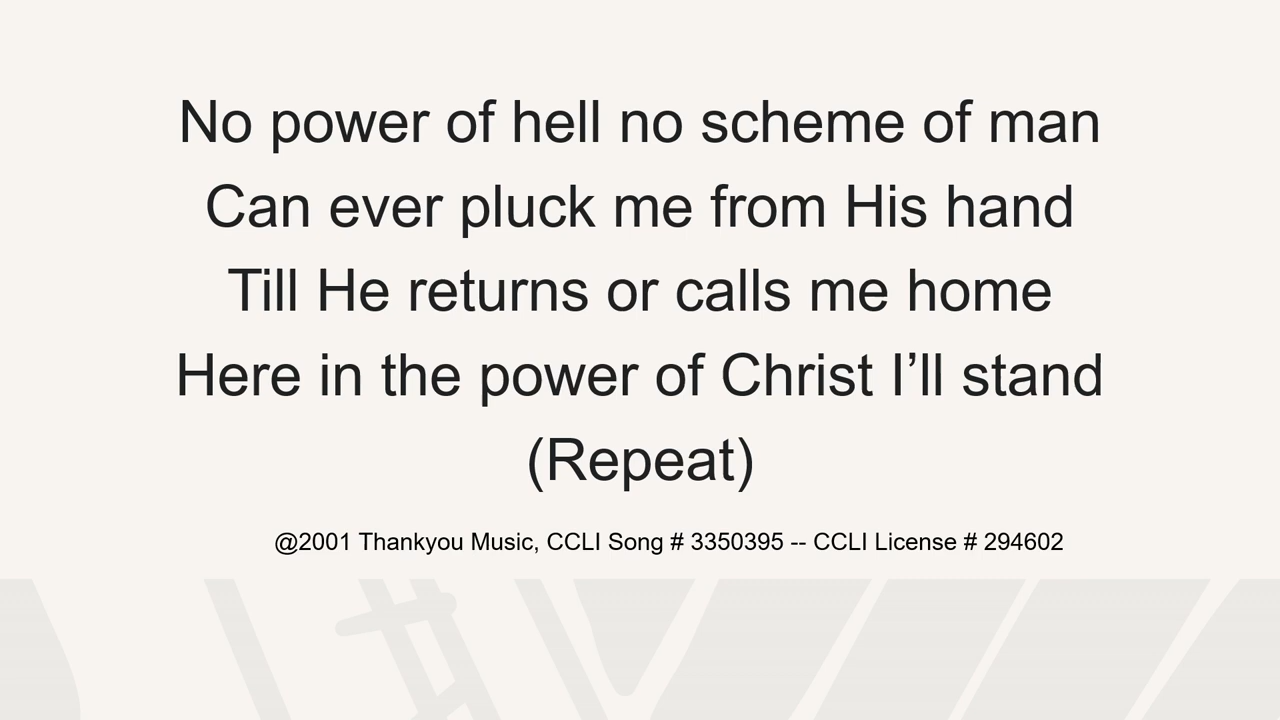 No power of hell no scheme of man
Can ever pluck me from His hand
Till He returns or calls me home
Here in the power of Christ I’ll stand
(Repeat)
@2001 Thankyou Music, CCLI Song # 3350395 -- CCLI License # 294602